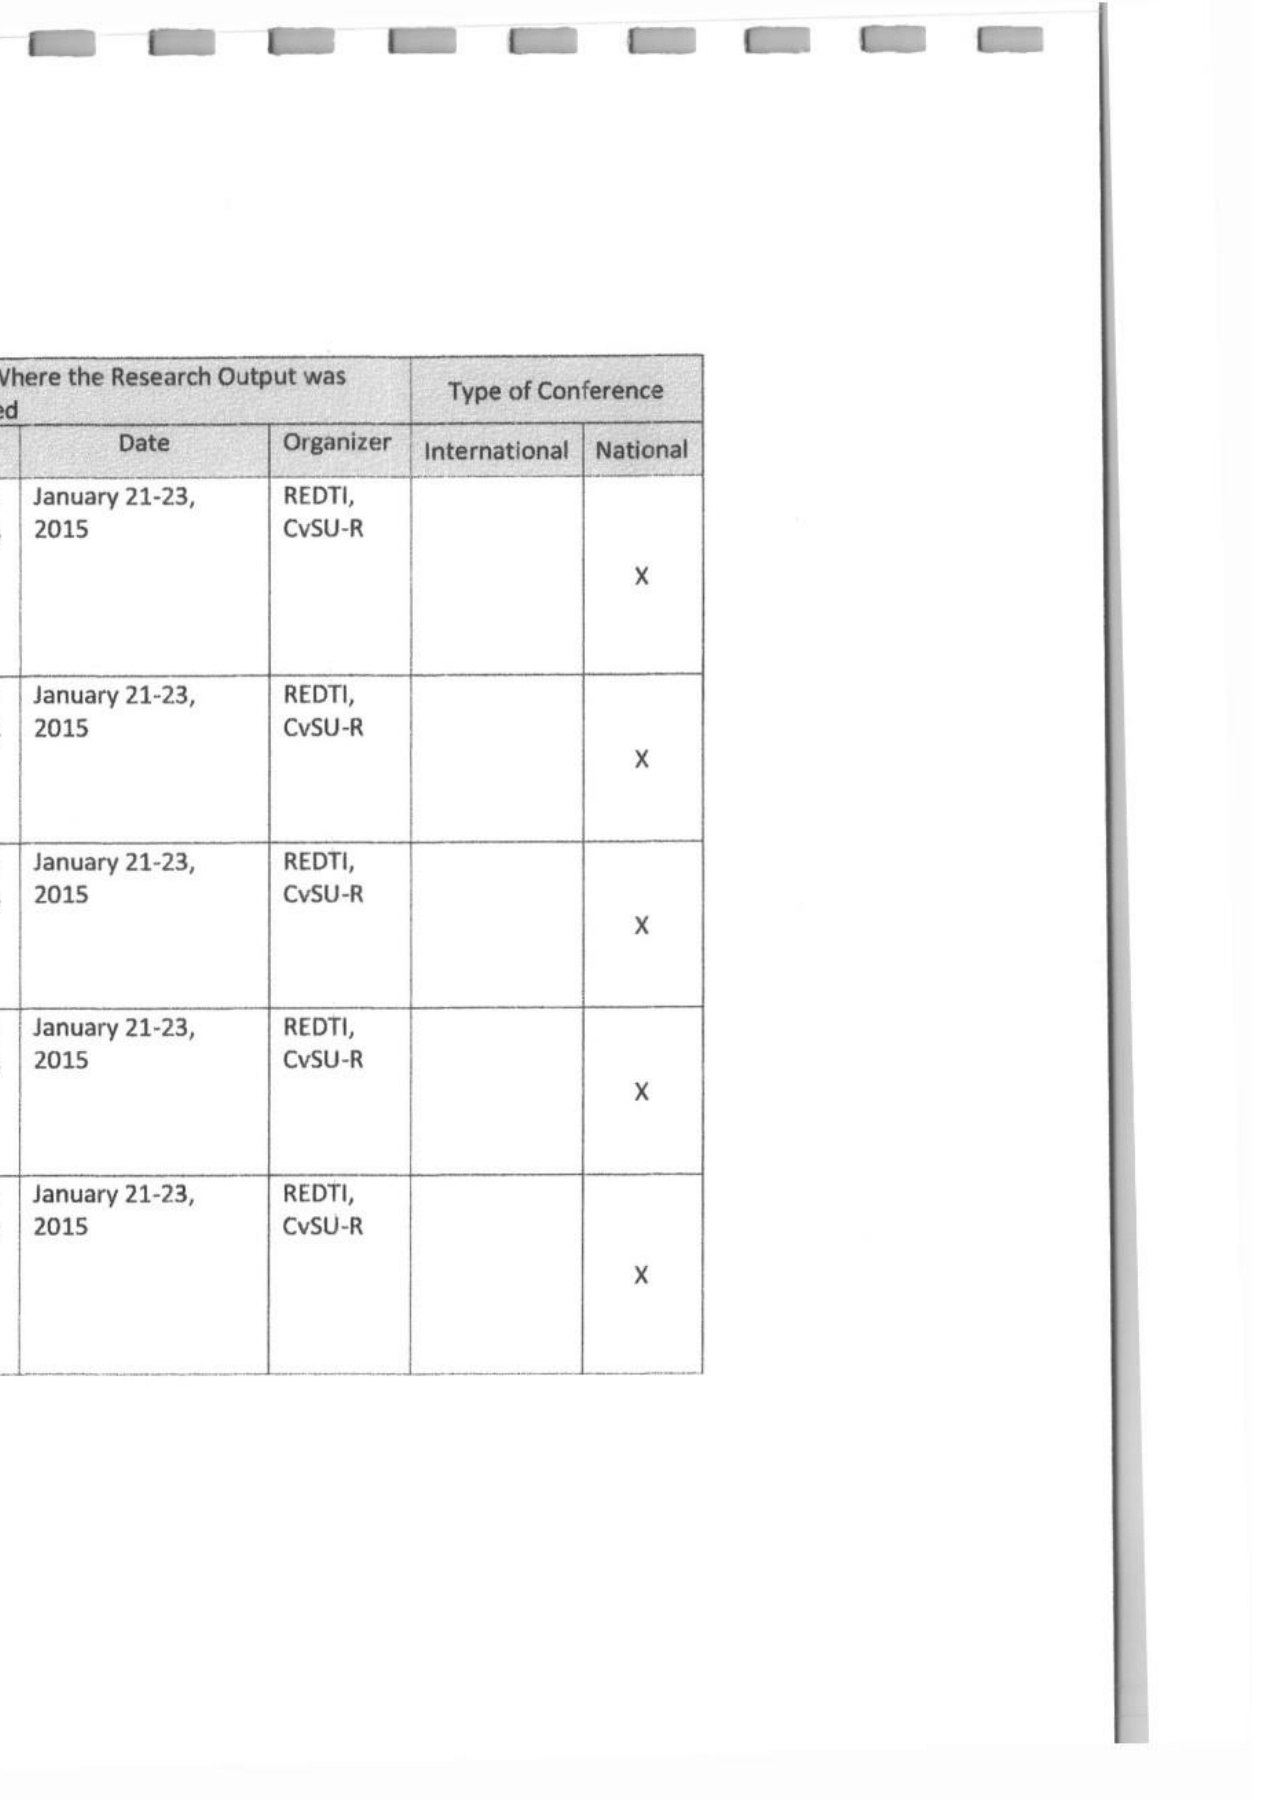 Where the Research Output was
ed
Type of Conference
Date
Organizer
International
National
January 21-23,
2015
REDTI,
CvSU-R
X
January 21-23,
2015
REDTI,
CvSU-R
X
January 21-23,
2015
REDTI,
CvSU-R
X
January 21-23,
2015
REDTI,
CvSU-R
X
January 21-23,
2015
REDTI,
CvSU-R
X